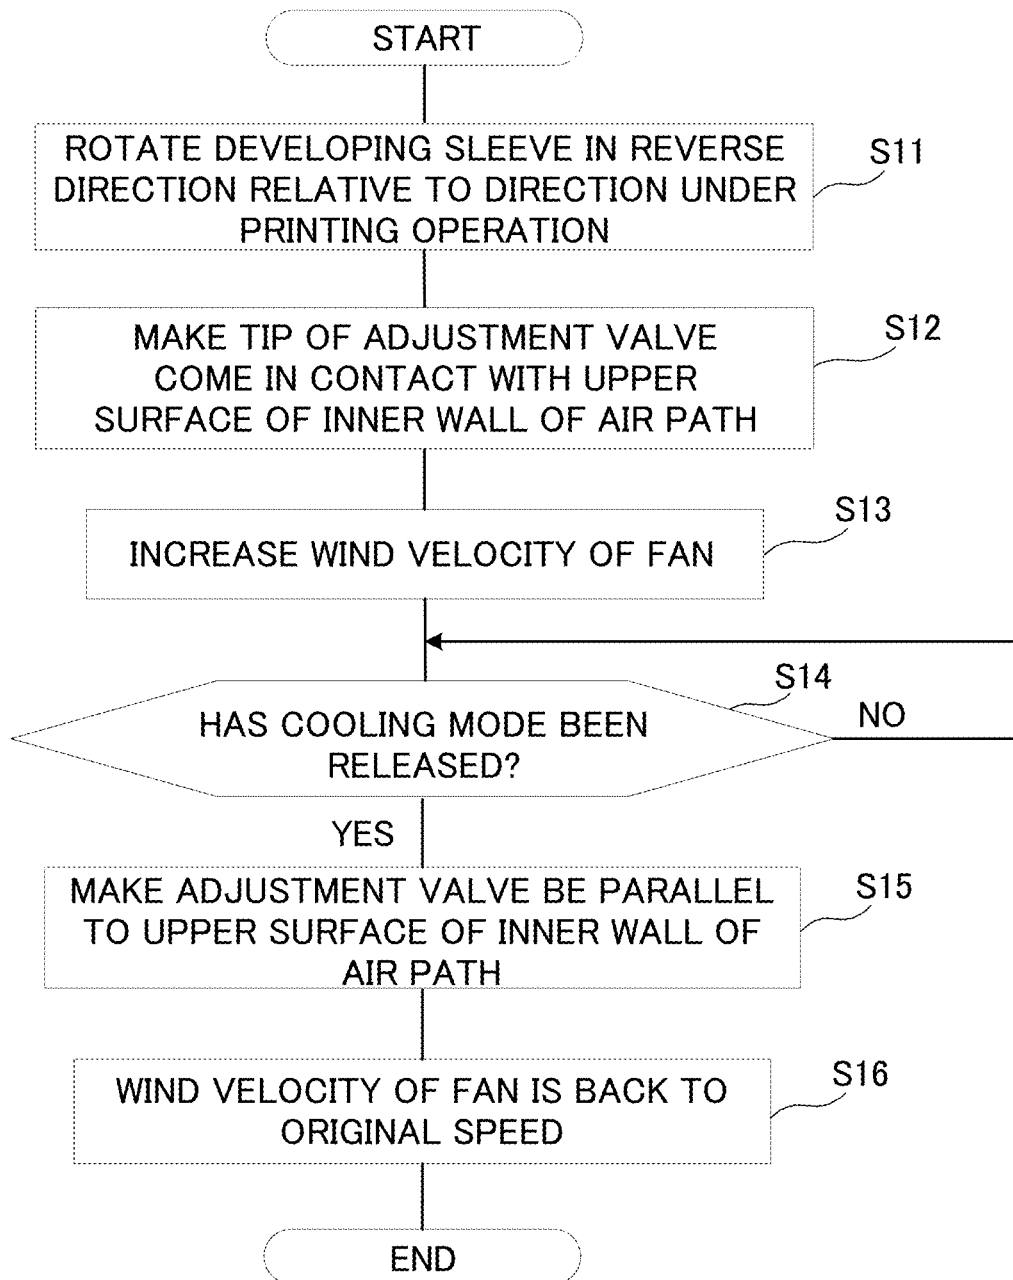 START
ROTATE DEVELOPING SLEEVE IN REVERSE
DIRECTION RELATIVE TO DIRECTION UNDER
PRINTING OPERATION
S11
MAKE TIP OF ADJUSTMENT VALVE
COME IN CONTACT WITH UPPER
SURFACE OF INNER WALL OF AIR PATH
S12
INCREASE WIND VELOCITY OF FAN
S13
HAS COOLING MODE BEEN
RELEASED?
S14
NO
YES
MAKE ADJUSTMENT VALVE BE PARALLEL
TO UPPER SURFACE OF INNER WALL OF
AIR PATH
S15
WIND VELOCITY OF FAN IS BACK TO
ORIGINAL SPEED
S16
END